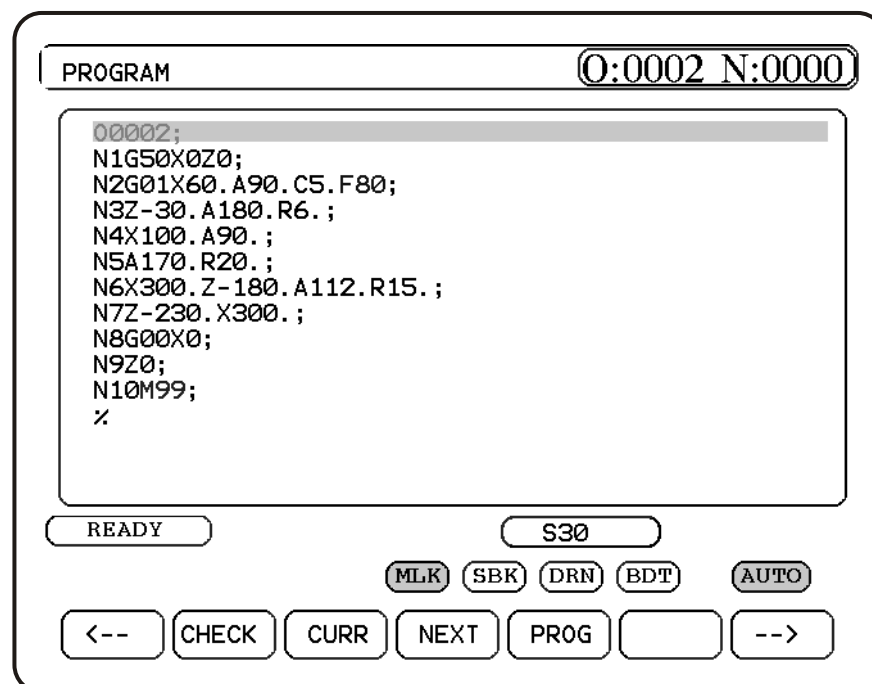 PROGRAM O:0002 N:0000
O0002;
N1G50X0Z0;
N2G01X60.A90.C5.F80;
N3Z-30.A180.R6.;
N4X100.A90.;
N5A170.R20.;
N6X300.Z-180.A112.R15.;
N7Z-230.X300.;
N8G00X0;
N9Z0;
N10M99;
%
READY S30
MLK SBK DRN BDT AUTO
<-- CHECK CURR NEXT PROG -->